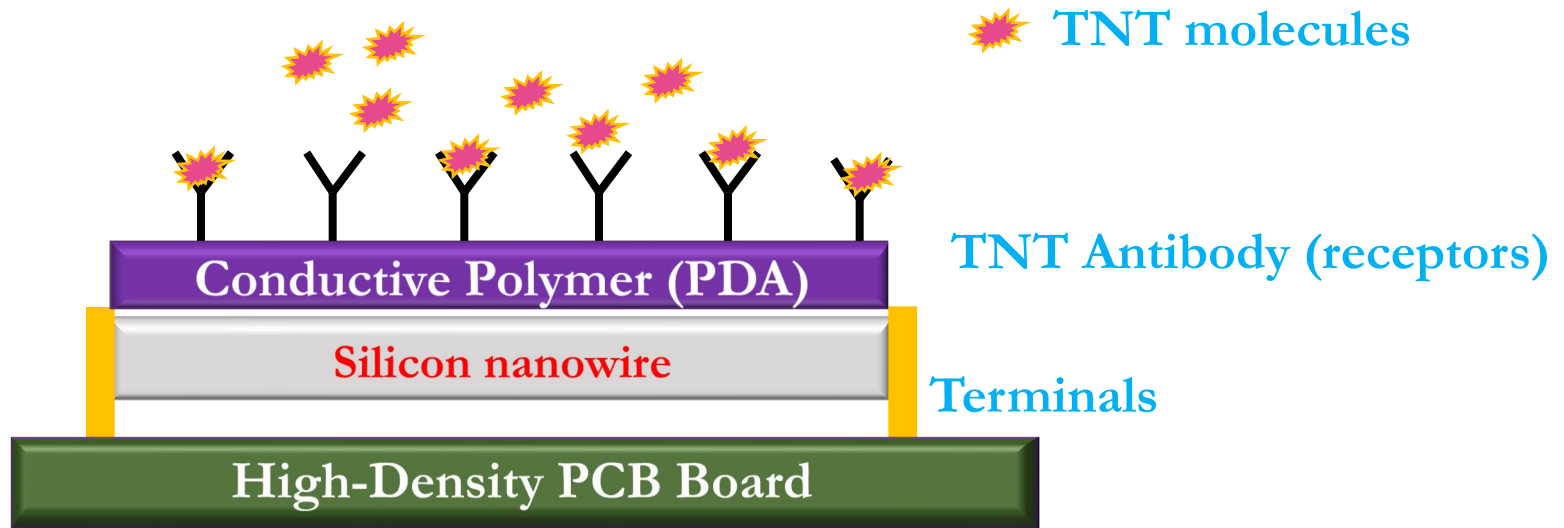 TNT molecules
TNT Antibody (receptors)
Conductive Polymer (PDA)
Silicon nanowire
Terminals
High-Density PCB Board